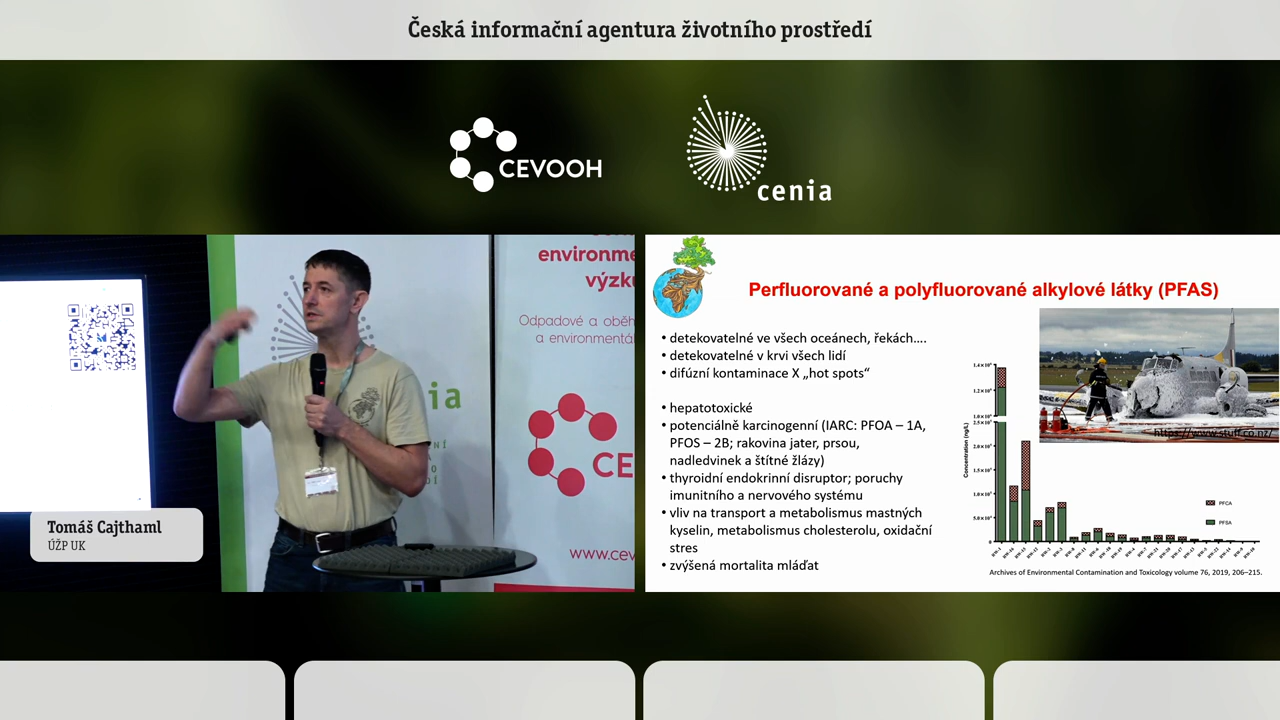 Česká informační agentura životního prostředí
CEVOOH
cenia
environme
výzku
Odpadové a oběh
a environmentá
ia
CE
www.cev
Tomáš Cajthaml
ÚŽP UK
Perfluorované a polyfluorované alkylové látky (PFAS)
• detekovatelné ve všech oceánech, řekách....
• detekovatelné v krvi všech lidí
• difúzní kontaminace X „hot spots“
• hepatotoxické
• potenciálně karcinogenní (IARC: PFOA – 1A,
PFOS – 2B; rakovina jater, prsou,
nadledvinek a štítné žlázy)
• thyroidní endokrinní disruptor; poruchy
imunitního a nervového systému
• vliv na transport a metabolismus mastných
kyselin, metabolismus cholesterolu, oxidační
stres
• zvýšená mortalita mláďat
Concentration (ng/L)
PFCA
PFSA
Archives of Environmental Contamination and Toxicology volume 76, 2019, 206–215.